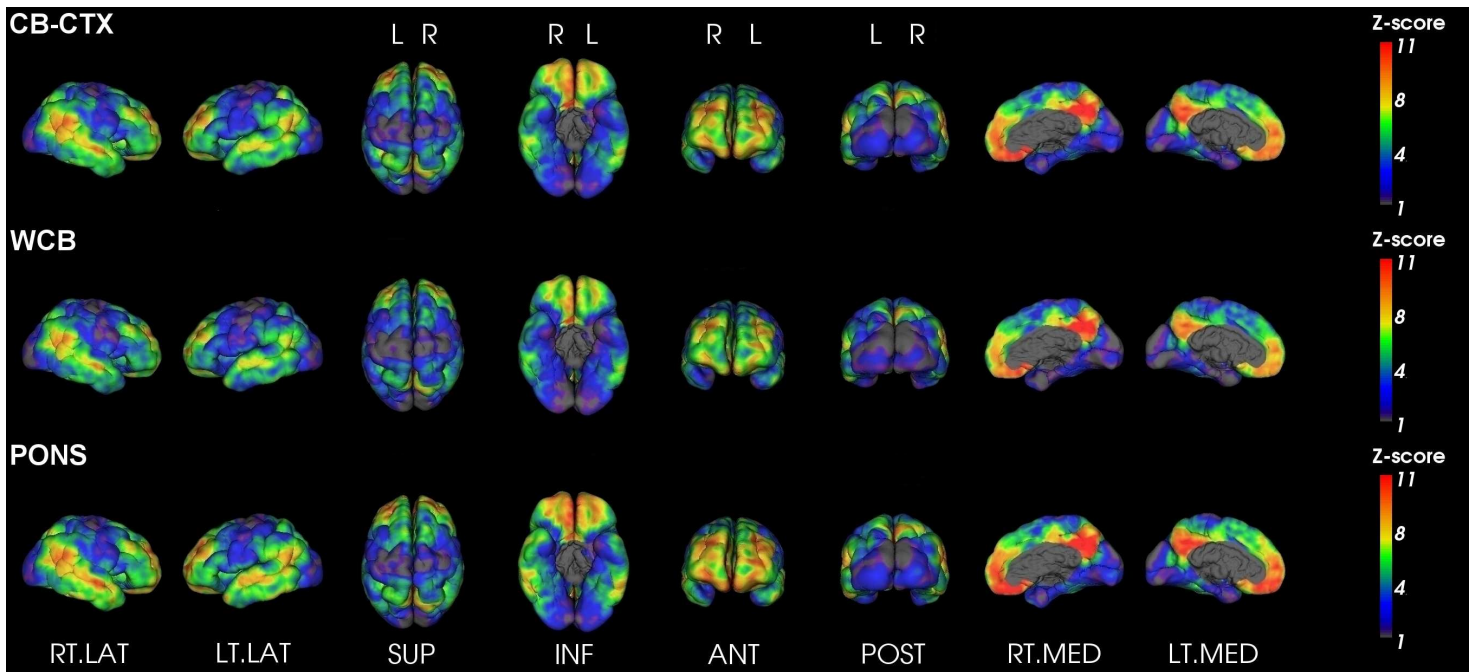 CB-CTX
L R
R L
R L
L R
Z-score
11
8
4
1
WCB
Z-score
11
8
4
1
PONS
Z-score
11
8
4
1
RT.LAT
LT.LAT
SUP
INF
ANT
POST
RT.MED
LT.MED